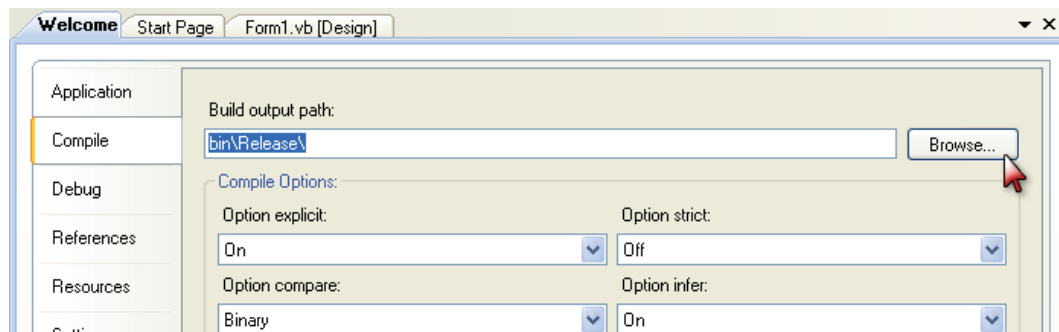 Welcome Start Page Form1.vb [Design]
Application
Build output path:
Compile
bin\Release\ Browse...
Debug
Compile Options:
Option explicit: Option strict:
References
On Off
Resources
Option compare: Option infer:
Binary On